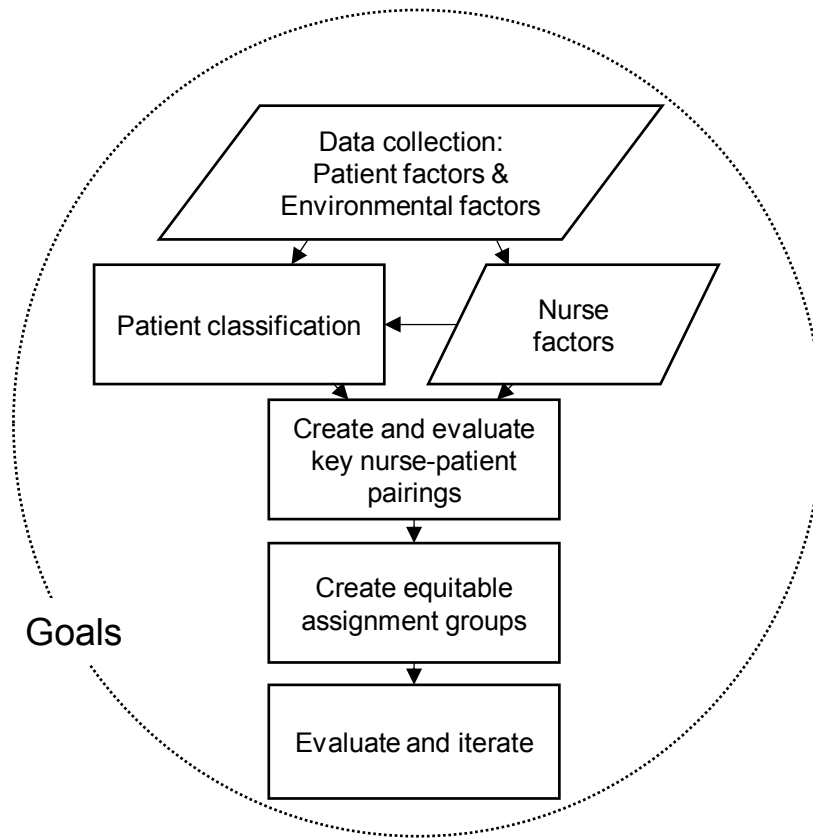 Data collection:
Patient factors &
Environmental factors
Patient classification
Nurse
factors
Create and evaluate
key nurse-patient
pairings
Create equitable
assignment groups
Goals
Evaluate and iterate